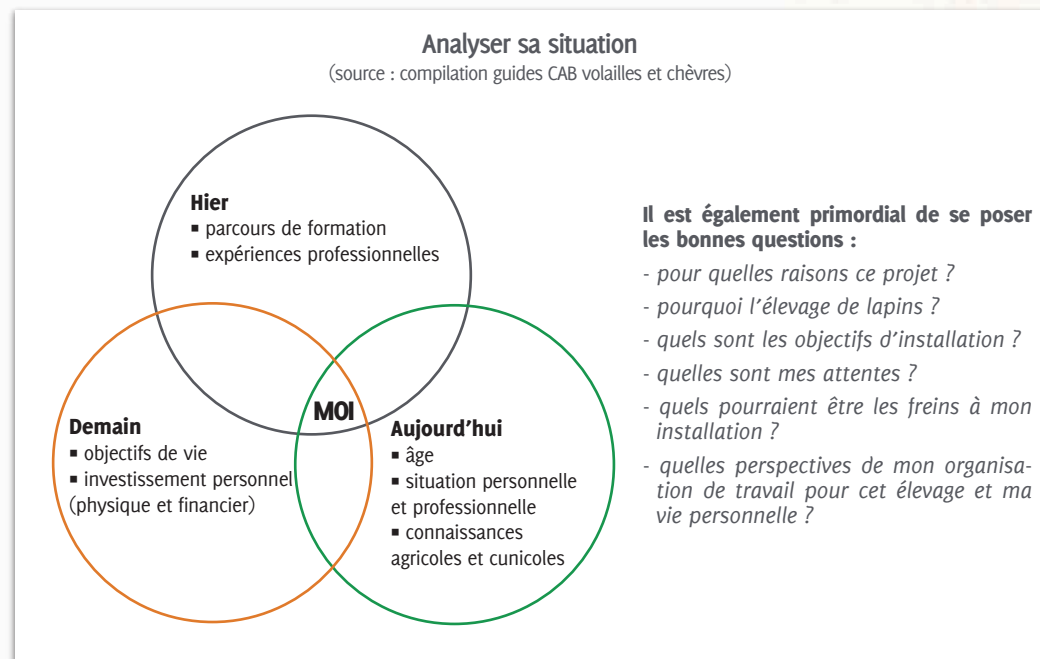 Analyser sa situation
(source : compilation guides CAB volailles et chèvres)
Hier
▪ parcours de formation
▪ expériences professionnelles
MOI
Demain
▪ objectifs de vie
▪ investissement personnel
(physique et financier)
Aujourd'hui
▪ âge
▪ situation personnelle
et professionnelle
▪ connaissances
agricoles et cunicoles
Il est également primordial de se poser
les bonnes questions :
- pour quelles raisons ce projet ?
- pourquoi l'élevage de lapins ?
- quels sont les objectifs d'installation ?
- quelles sont mes attentes ?
- quels pourraient être les freins à mon
installation ?
- quelles perspectives de mon organisa-
tion de travail pour cet élevage et ma
vie personnelle ?